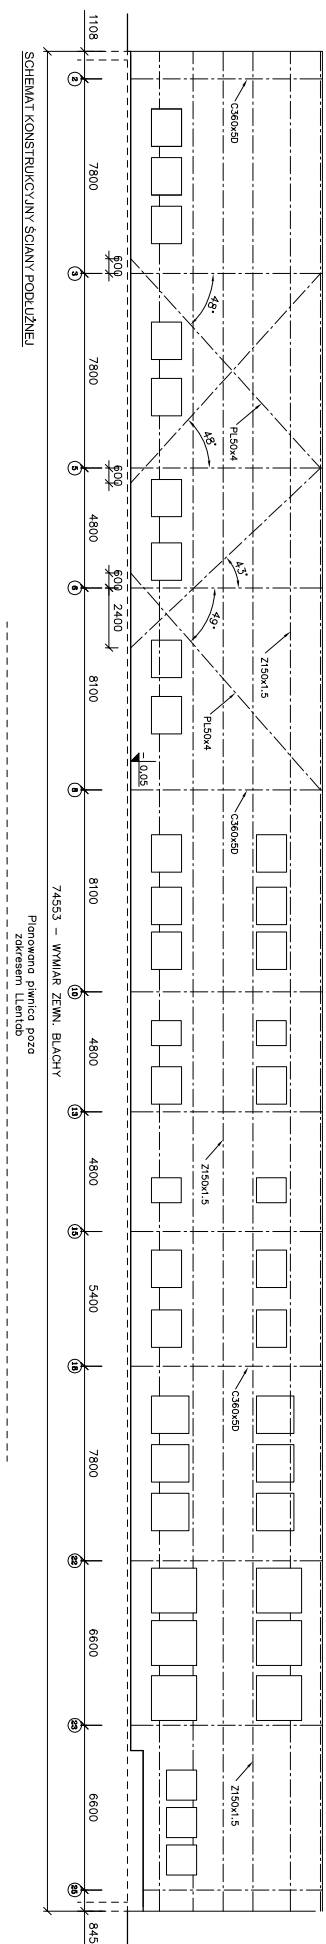 SCHEMAT KONSTRUKCYJNY ŚCIANY PODŁUŻNEJ
1108
7800
7800
4800
8100
8100
4800
4800
5400
7800
6600
6600
845
600
600
600
2400
2
3
5
6
8
10
13
15
18
22
23
25
C360x5D
48°
PL50x4
48°
43°
Z150x1.5
49°
PL50x4
-0.05
C360x5D
Z150x1.5
C360x5D
Z150x1.5
74553 – WYMIAR ZEWN. BLACHY
Planowana piwnica poza
zakresem LLentab